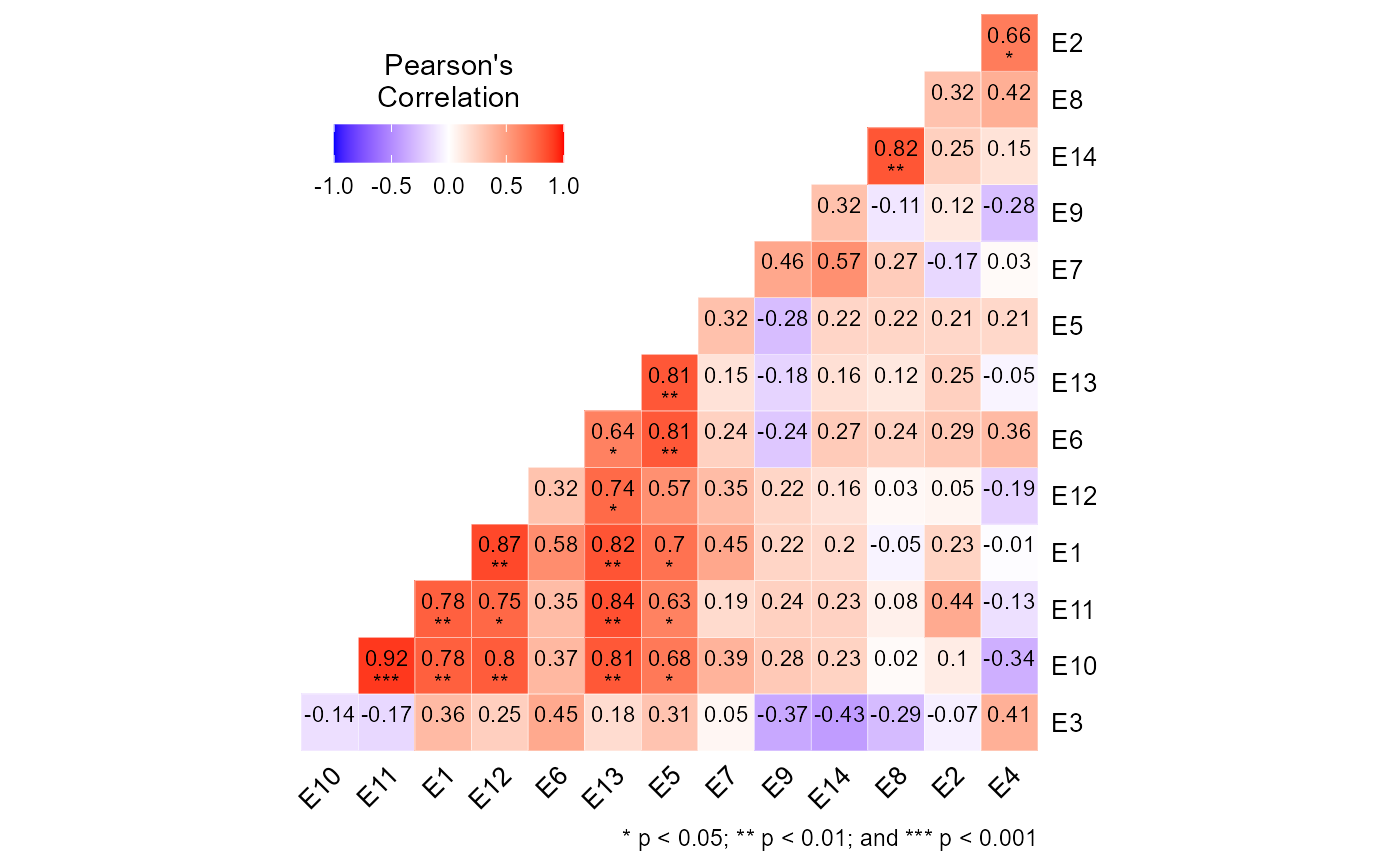 Pearson's
Correlation
-1.0 -0.5 0.0 0.5 1.0
0.66 E2
*
0.32 0.42 E8
0.82 0.25 0.15 E14
**
0.32 -0.11 0.12 -0.28 E9
0.46 0.57 0.27 -0.17 0.03 E7
0.32 -0.28 0.22 0.22 0.21 0.21 E5
0.81 0.15 -0.18 0.16 0.12 0.25 -0.05 E13
**
0.64 0.81 0.24 -0.24 0.27 0.24 0.29 0.36 E6
* **
0.32 0.74 0.57 0.35 0.22 0.16 0.03 0.05 -0.19 E12
*
0.87 0.58 0.82 0.7 0.45 0.22 0.2 -0.05 0.23 -0.01 E1
** ** *
0.78 0.75 0.35 0.84 0.63 0.19 0.24 0.23 0.08 0.44 -0.13 E11
** * ** *
0.92 0.78 0.8 0.37 0.81 0.68 0.39 0.28 0.23 0.02 0.1 -0.34 E10
*** ** ** ** *
-0.14 -0.17 0.36 0.25 0.45 0.18 0.31 0.05 -0.37 -0.43 -0.29 -0.07 0.41 E3
E10 E11 E1 E12 E6 E13 E5 E7 E9 E14 E8 E2 E4
* p < 0.05; ** p < 0.01; and *** p < 0.001